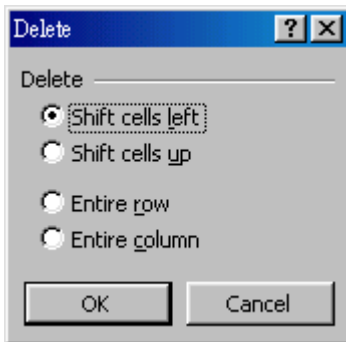 Delete
Delete
Shift cells left
Shift cells up
Entire row
Entire column
OK Cancel